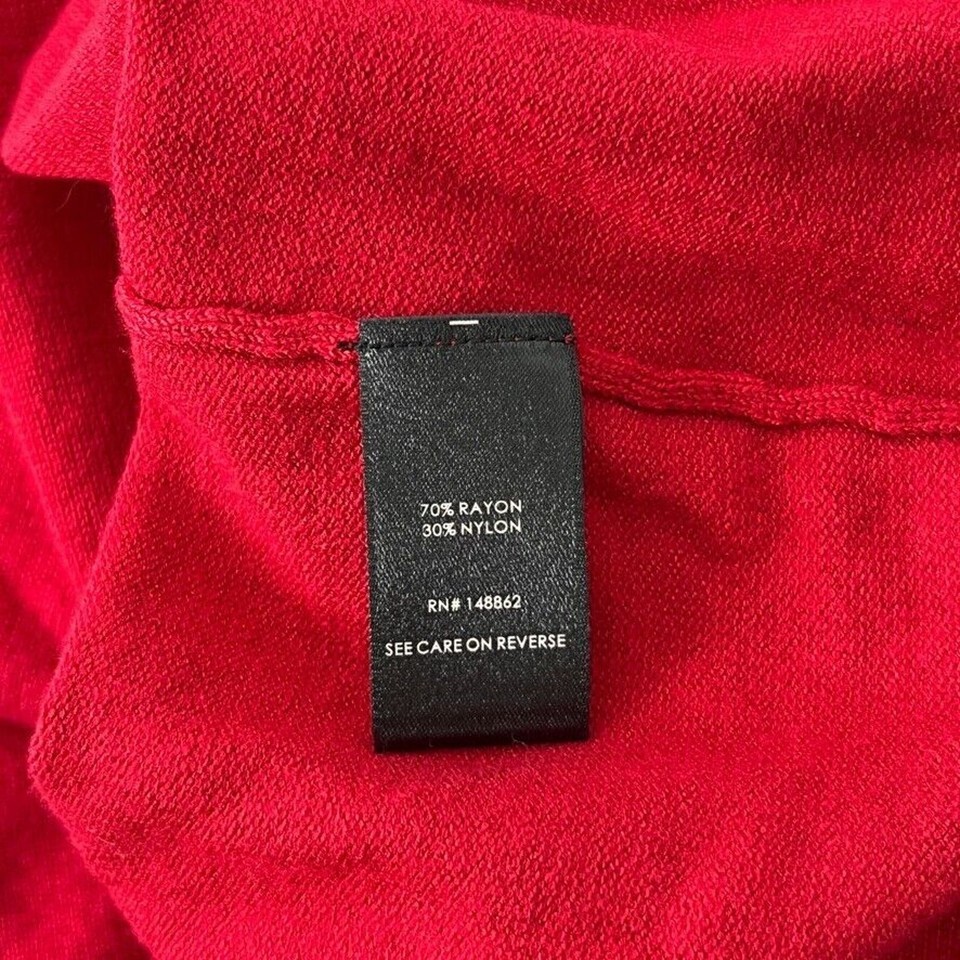 70% RAYON
30% NYLON
RN# 148862
SEE CARE ON REVERSE